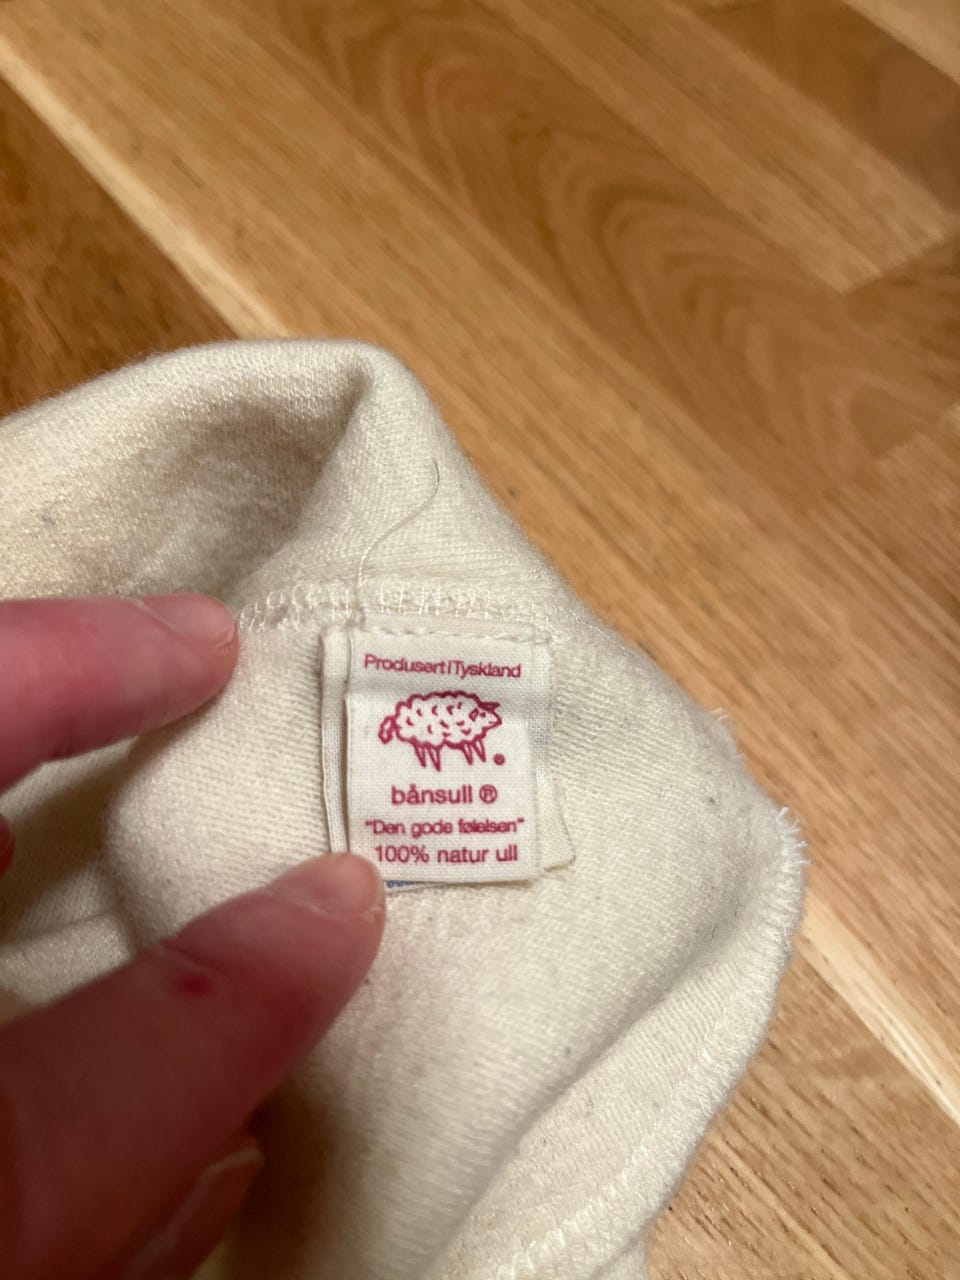 Produsert i Tyskland
®
bånsull ®
"Den gode følelsen"
100% natur ull